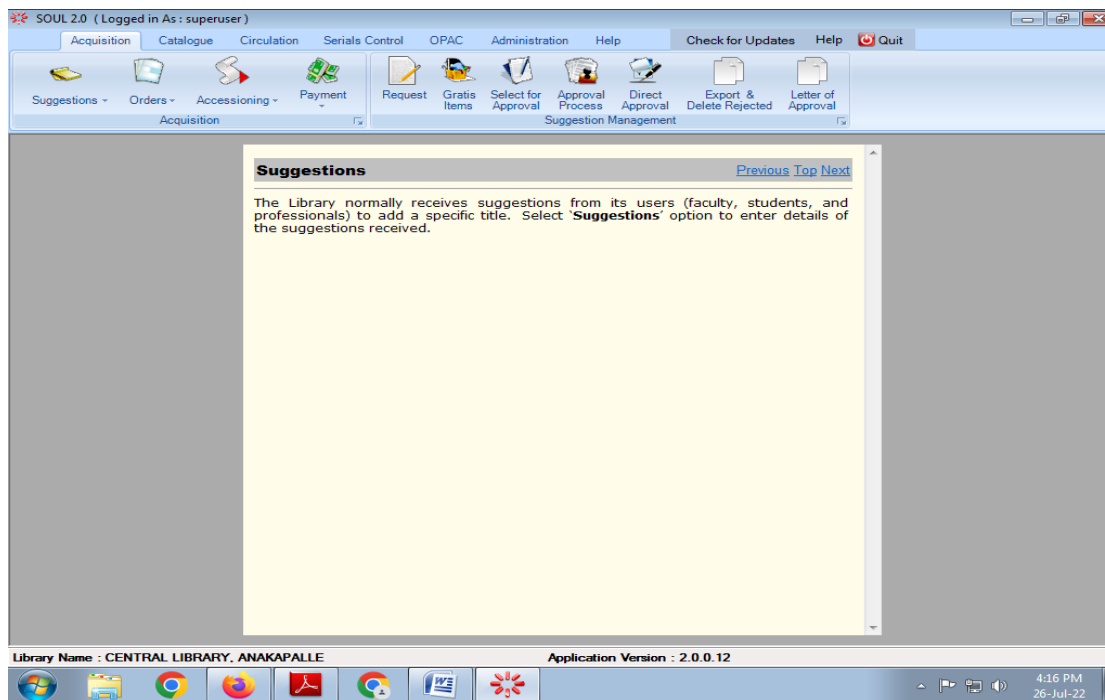 SOUL 2.0 ( Logged in As : superuser )
Acquisition Catalogue Circulation Serials Control OPAC Administration Help Check for Updates Help Quit
Suggestions Orders Accessioning Payment Request Gratis Items Select for Approval Approval Process Direct Approval Export & Delete Rejected Letter of Approval
Acquisition Suggestion Management
Suggestions Previous Top Next
The Library normally receives suggestions from its users (faculty, students, and
professionals) to add a specific title. Select `Suggestions' option to enter details of
the suggestions received.
Library Name : CENTRAL LIBRARY, ANAKAPALLE Application Version : 2.0.0.12
4:16 PM
26-Jul-22